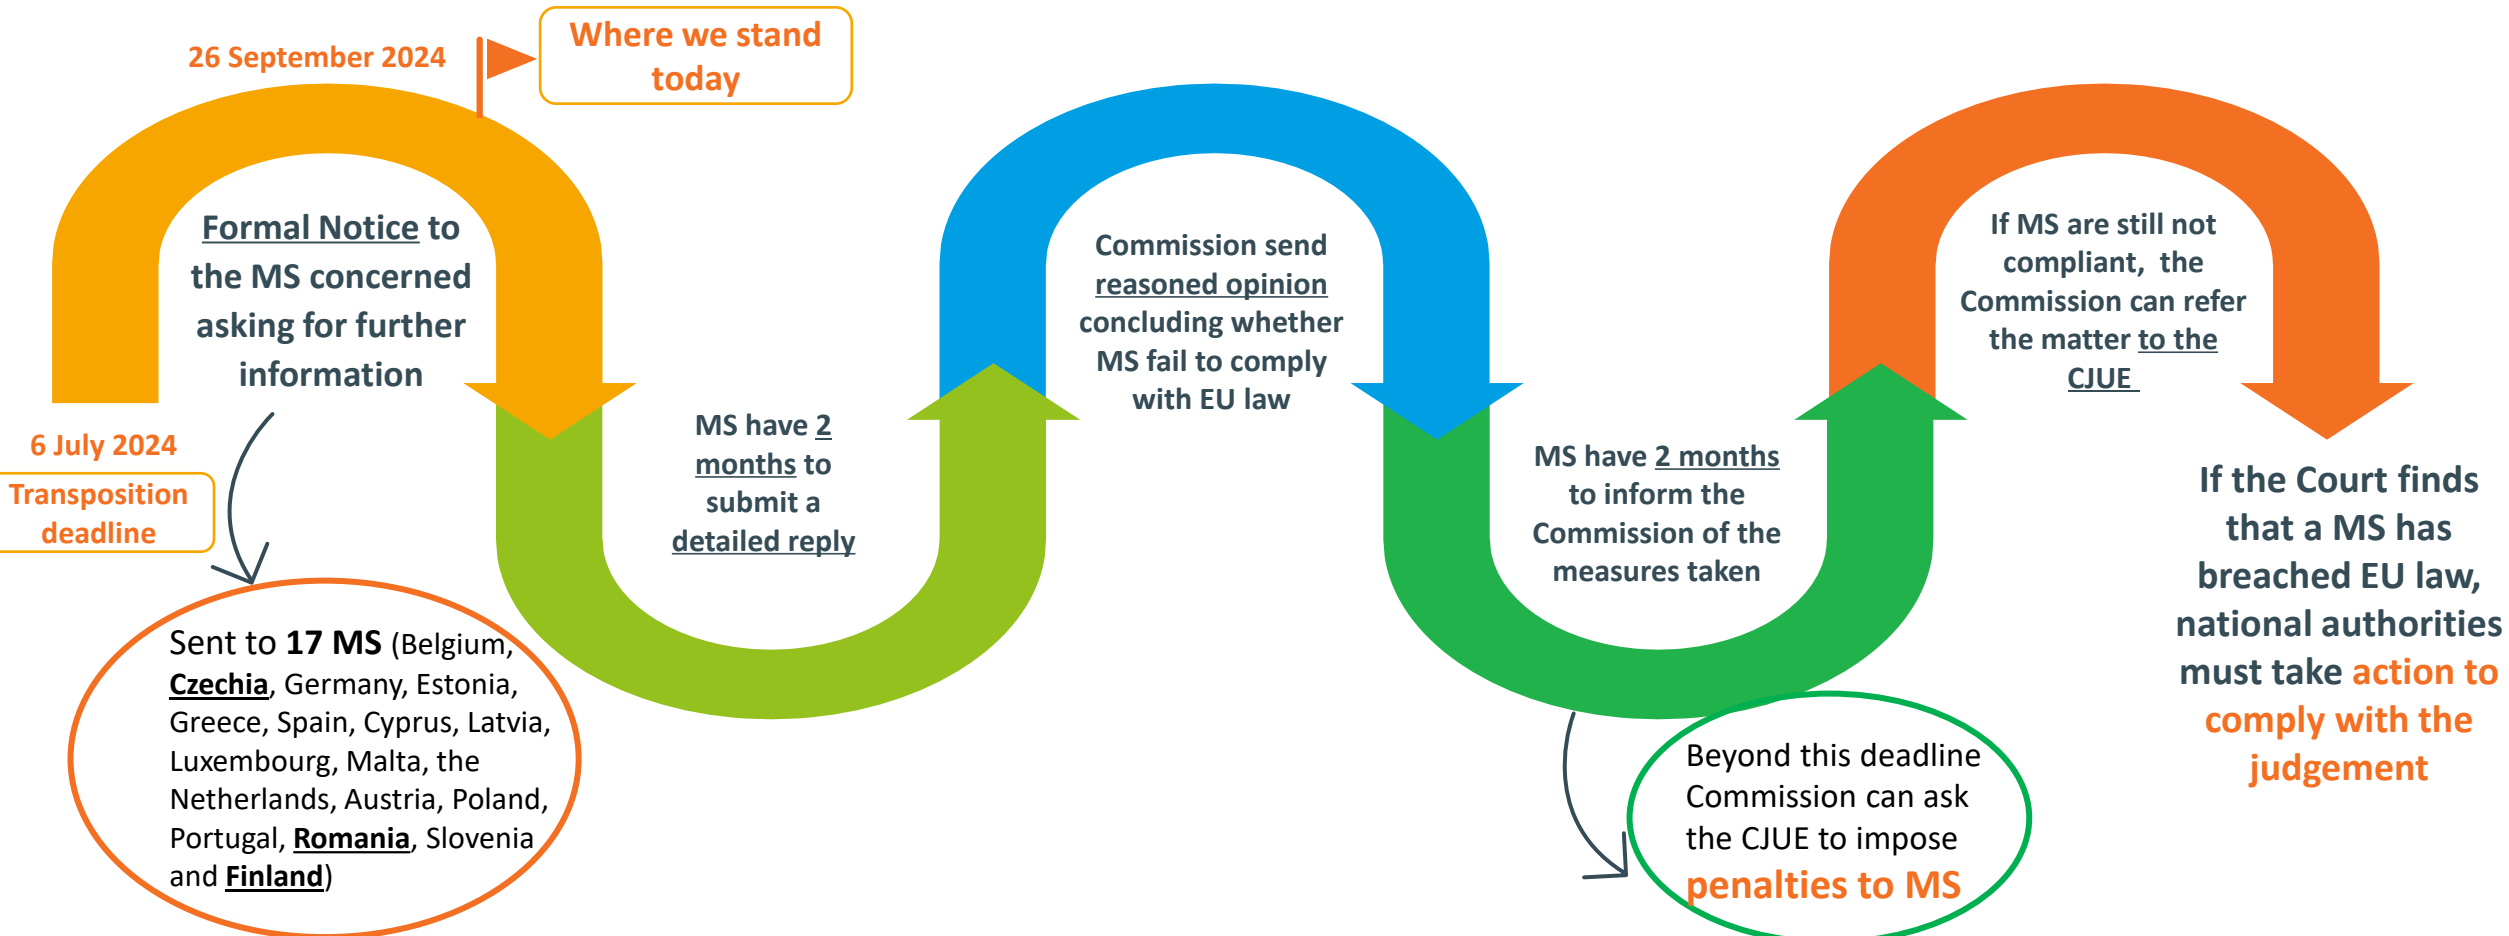 26 September 2024
Where we stand
today
Formal Notice to
the MS concerned
asking for further
information
6 July 2024
Transposition
deadline
Sent to 17 MS (Belgium,
Czechia, Germany, Estonia,
Greece, Spain, Cyprus, Latvia,
Luxembourg, Malta, the
Netherlands, Austria, Poland,
Portugal, Romania, Slovenia
and Finland)
MS have 2
months to
submit a
detailed reply
Commission send
reasoned opinion
concluding whether
MS fail to comply
with EU law
MS have 2 months
to inform the
Commission of the
measures taken
Beyond this deadline
Commission can ask
the CJUE to impose
penalties to MS
If MS are still not
compliant, the
Commission can refer
the matter to the
CJUE
If the Court finds
that a MS has
breached EU law,
national authorities
must take action to
comply with the
judgement